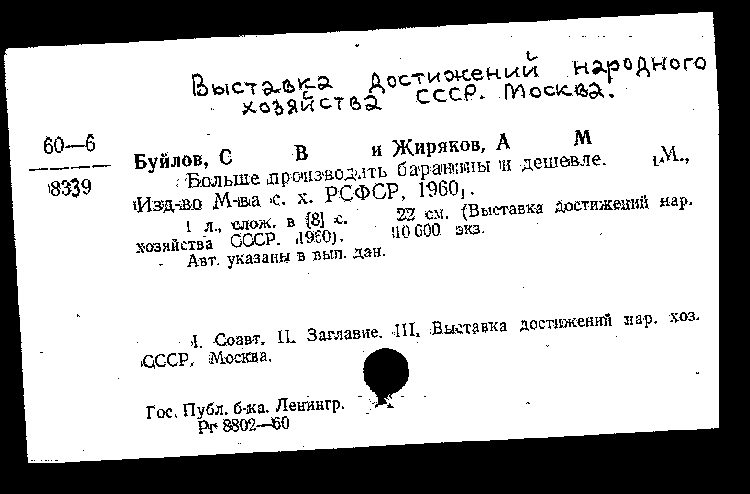 Выставка достижений народного
хозяйства СССР. Москва.
60—6
8339
Буйлов, С В и Жиряков, А М
Больше производить баранины и дешевле. М.,
Изд-во М-ва с. х. РСФСР, 1960.
1 л., слож. в [8] с. 22 см. (Выставка достижений нар.
хозяйства СССР. 1960). 10 000 экз.
Авт. указаны в вып. дан.
I. Соавт. II. Заглавие. III. Выставка достижений нар. хоз.
СССР, Москва.
Гос. Публ. б-ка. Ленингр.
Рг 8802—60